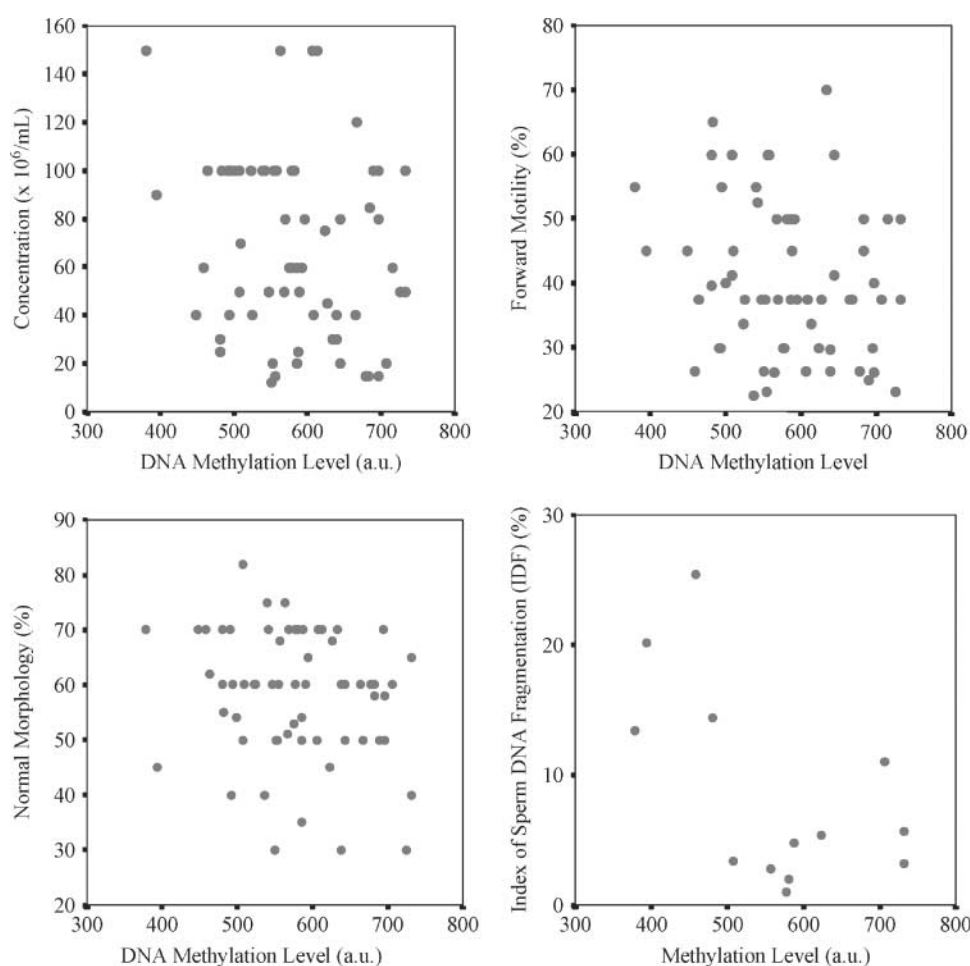 160
140
120
100
80
60
40
20
0
Concentration (x 10⁶/mL)
300 400 500 600 700 800
DNA Methylation Level (a.u.)
80
70
60
50
40
30
20
Forward Motility (%)
300 400 500 600 700 800
DNA Methylation Level
90
80
70
60
50
40
30
20
Normal Morphology (%)
300 400 500 600 700 800
DNA Methylation Level (a.u.)
30
20
10
0
Index of Sperm DNA Fragmentation (IDF) (%)
300 400 500 600 700 800
Methylation Level (a.u.)